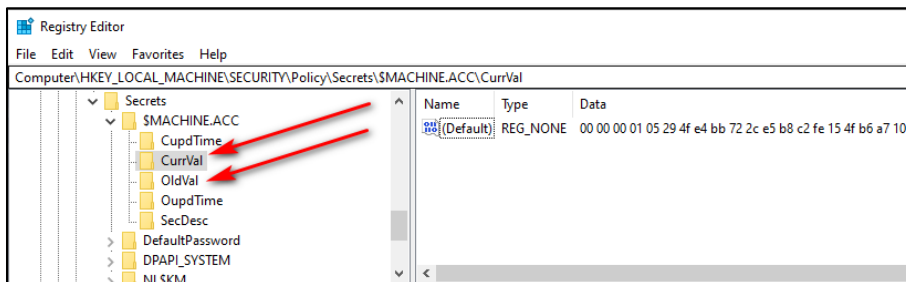 Registry Editor
File Edit View Favorites Help
Computer\HKEY_LOCAL_MACHINE\SECURITY\Policy\Secrets\$MACHINE.ACC\CurrVal
Secrets
$MACHINE.ACC
CupdTime
CurrVal
OldVal
OupdTime
SecDesc
DefaultPassword
DPAPI_SYSTEM
NL$KM
Name Type Data
(Default) REG_NONE 00 00 00 01 05 29 4f e4 bb 72 2c e5 b8 c2 fe 15 4f b6 a7 10